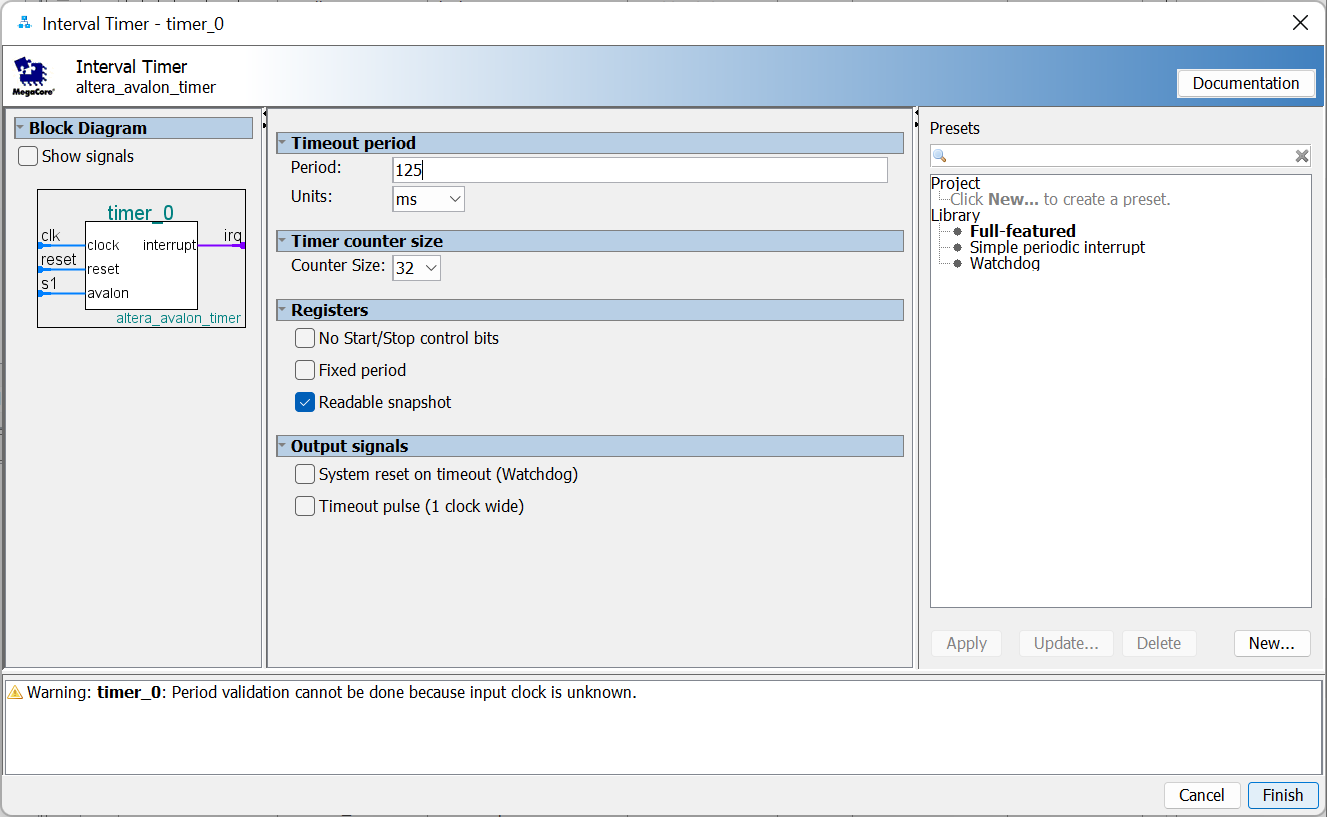 Interval Timer - timer_0
MegaCore®
Interval Timer
altera_avalon_timer
Documentation
Block Diagram
Show signals
timer_0
clk
clock
interrupt
irq
reset
reset
s1
avalon
altera_avalon_timer
Timeout period
Period:
125
Units:
ms
Timer counter size
Counter Size:
32
Registers
No Start/Stop control bits
Fixed period
Readable snapshot
Output signals
System reset on timeout (Watchdog)
Timeout pulse (1 clock wide)
Presets
Project
Click New... to create a preset.
Library
Full-featured
Simple periodic interrupt
Watchdog
Apply
Update...
Delete
New...
Warning: timer_0: Period validation cannot be done because input clock is unknown.
Cancel
Finish